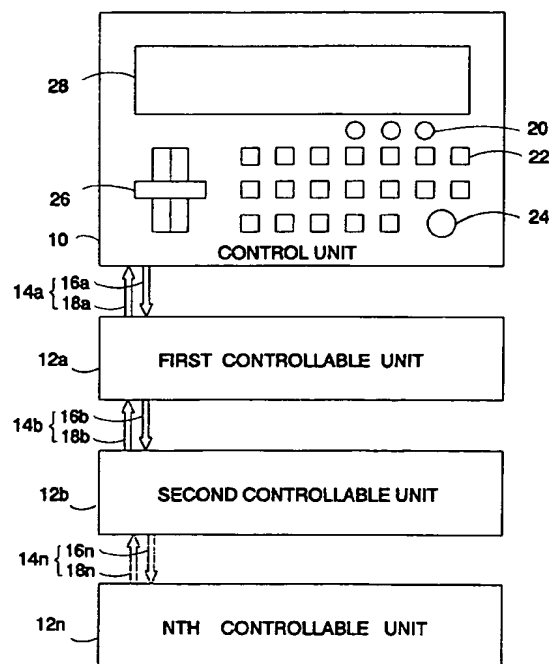 28
20
22
26
24
10
CONTROL UNIT
14a { 16a
18a
12a
FIRST CONTROLLABLE UNIT
14b { 16b
18b
12b
SECOND CONTROLLABLE UNIT
14n { 16n
18n
12n
NTH CONTROLLABLE UNIT